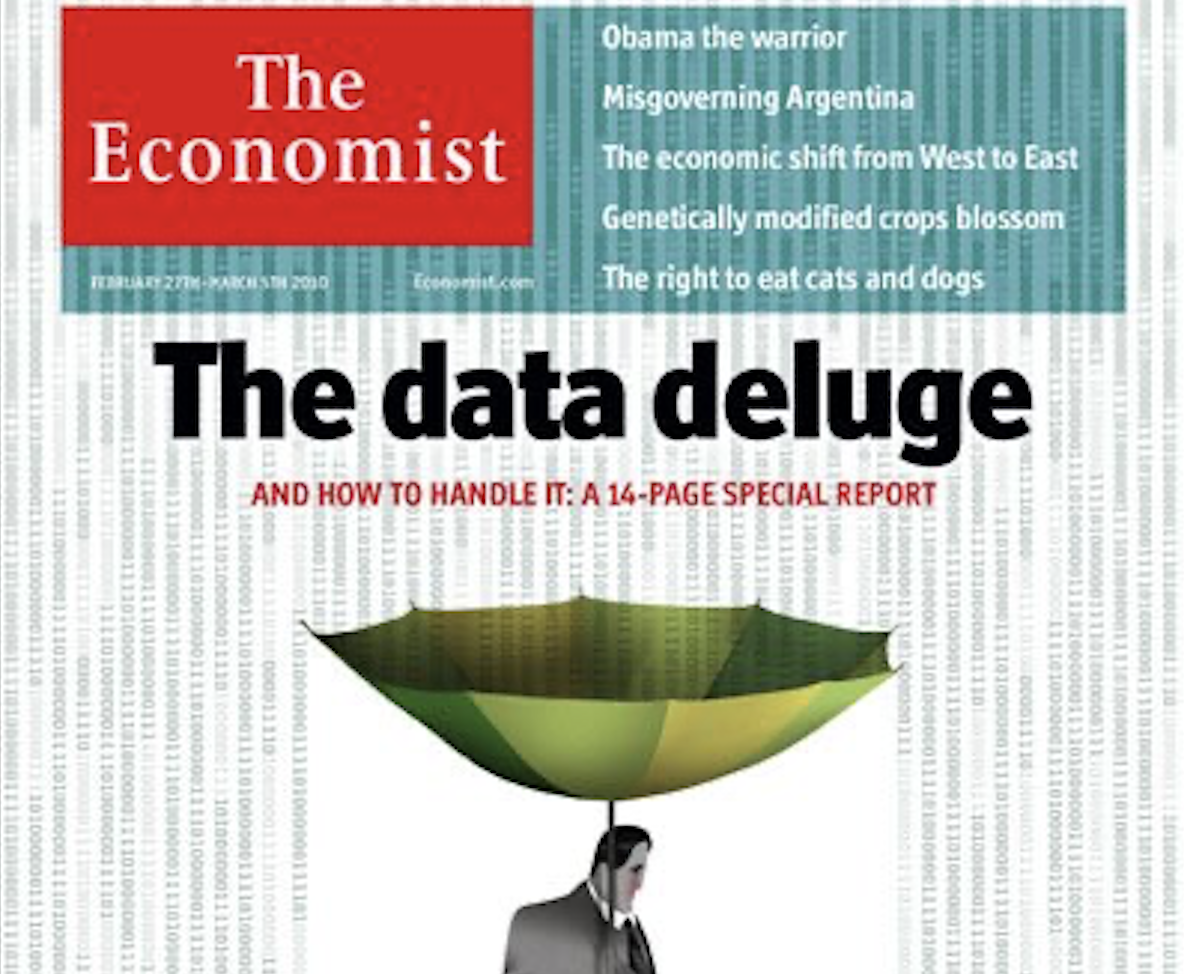 The
Economist
FEBRUARY 27TH-MARCH 5TH 2010
Economist.com
Obama the warrior
Misgoverning Argentina
The economic shift from West to East
Genetically modified crops blossom
The right to eat cats and dogs
The data deluge
AND HOW TO HANDLE IT: A 14-PAGE SPECIAL REPORT